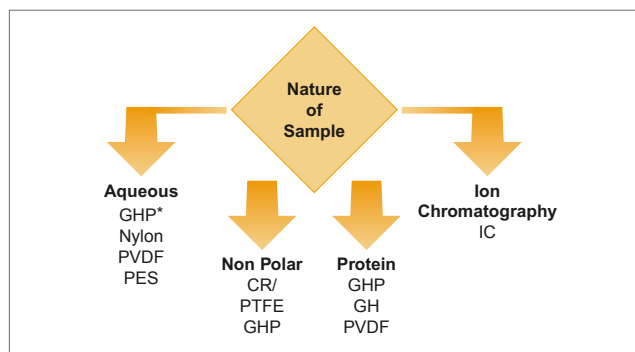 Nature
of
Sample
Aqueous
GHP*
Nylon
PVDF
PES
Non Polar
CR/
PTFE
GHP
Protein
GHP
GH
PVDF
Ion
Chromatography
IC